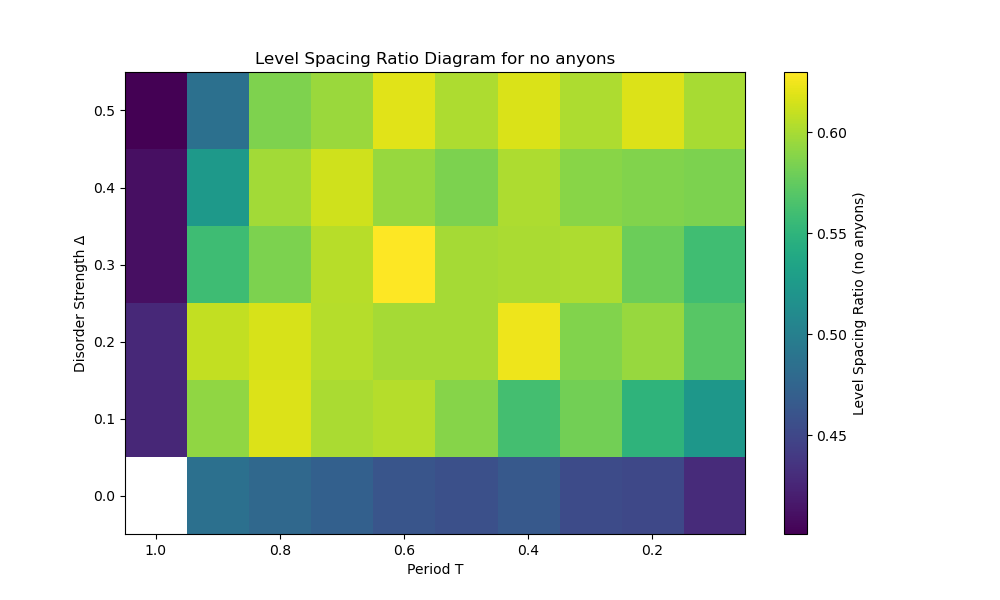 Level Spacing Ratio Diagram for no anyons
0.5
0.4
0.3
0.2
0.1
0.0
Disorder Strength Δ
1.0 0.8 0.6 0.4 0.2
Period T
0.60
0.55
0.50
0.45
Level Spacing Ratio (no anyons)